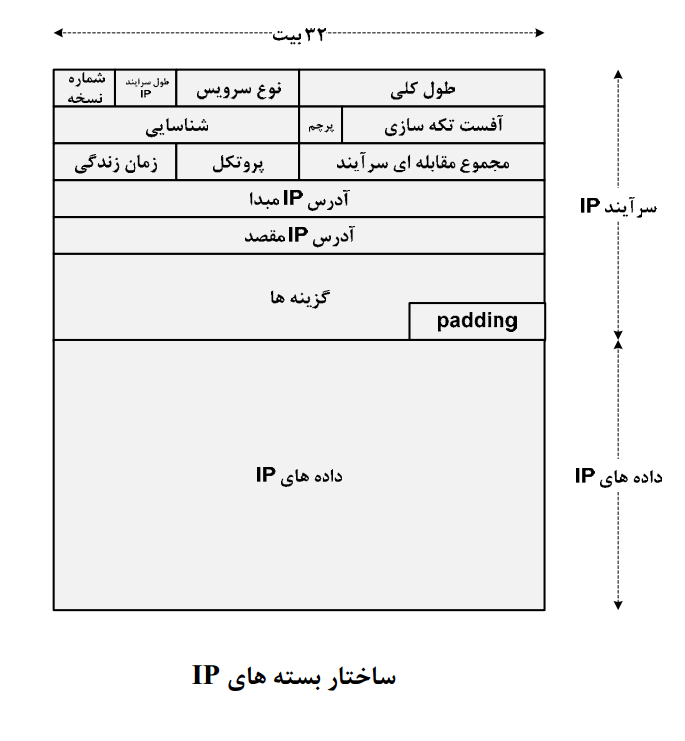 ۳۲ بیت
شماره
نسخه
طول سرایند
IP
نوع سرویس
طول کلی
شناسایی
پرچم
آفست تکه سازی
زمان زندگی
پروتکل
مجموع مقابله ای سرآیند
آدرس IP مبدا
آدرس IP مقصد
گزینه ها
padding
داده های IP
سرآیند IP
داده های IP
ساختار بسته های IP